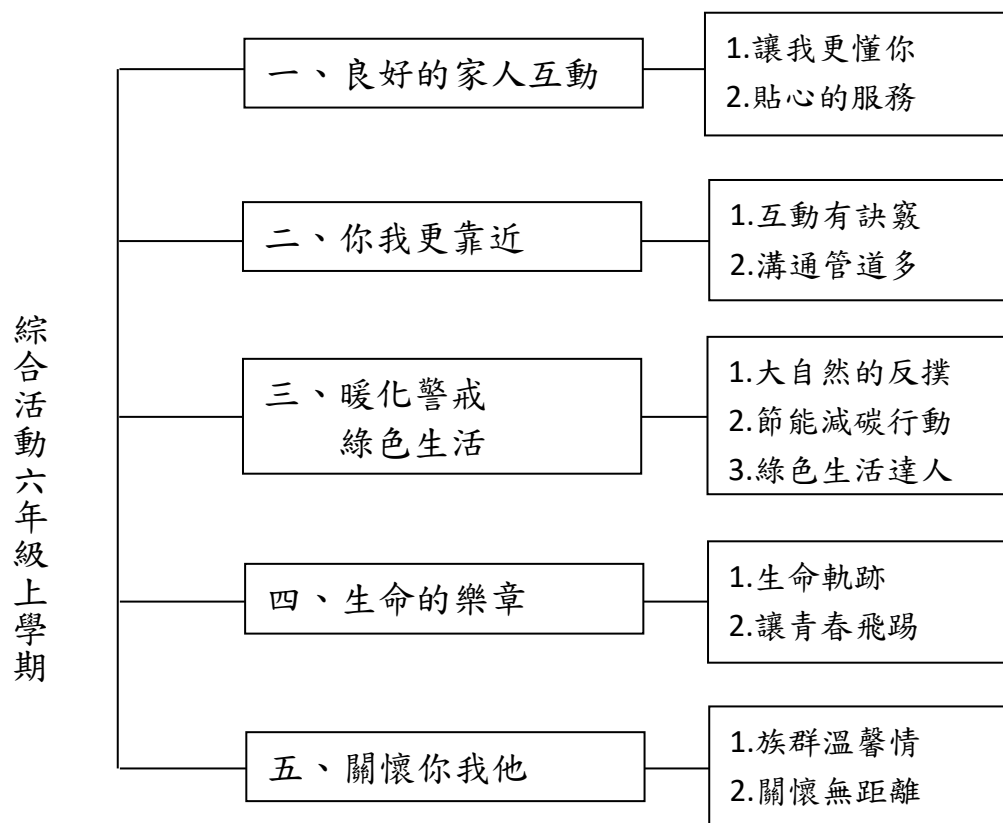 綜合活動六年級上學期
一、良好的家人互動
1.讓我更懂你
2.貼心的服務
二、你我更靠近
1.互動有訣竅
2.溝通管道多
三、暖化警戒
綠色生活
1.大自然的反撲
2.節能減碳行動
3.綠色生活達人
四、生命的樂章
1.生命軌跡
2.讓青春飛踢
五、關懷你我他
1.族群溫馨情
2.關懷無距離